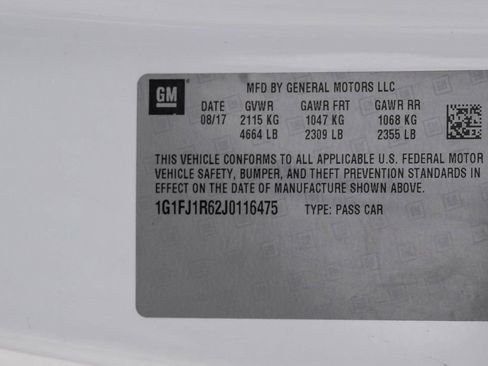 GM
MFD BY GENERAL MOTORS LLC
DATE GVWR GAWR FRT GAWR RR
08/17 2115 KG 1047 KG 1068 KG
4664 LB 2309 LB 2355 LB
THIS VEHICLE CONFORMS TO ALL APPLICABLE U.S. FEDERAL MOTOR
VEHICLE SAFETY, BUMPER, AND THEFT PREVENTION STANDARDS IN
EFFECT ON THE DATE OF MANUFACTURE SHOWN ABOVE.
1G1FJ1R62J0116475 TYPE: PASS CAR